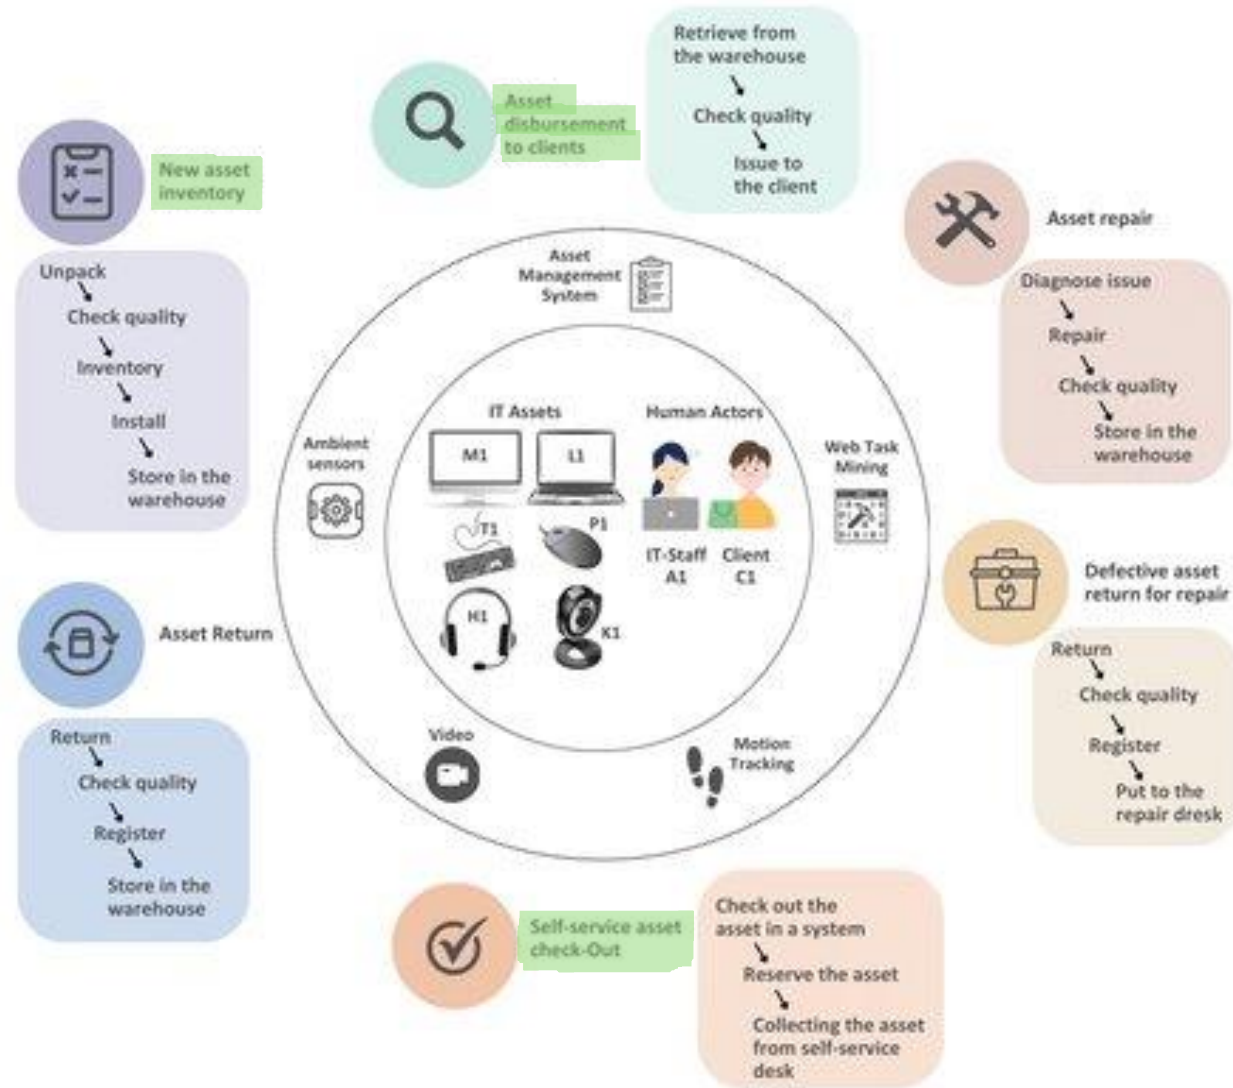 Retrieve from
the warehouse
Check quality
Issue to
the client
Asset
disbursement
to clients
New asset
inventory
Unpack
Check quality
Inventory
Install
Store in the
warehouse
Asset repair
Diagnose issue
Repair
Check quality
Store in the
warehouse
Asset
Management
System
IT Assets
Human Actors
M1
L1
T1
P1
H1
K1
IT-Staff
A1
Client
C1
Ambient
sensors
Web Task
Mining
Video
Motion
Tracking
Defective asset
return for repair
Return
Check quality
Register
Put to the
repair dresk
Asset Return
Return
Check quality
Register
Store in the
warehouse
Self-service asset
check-Out
Check out the
asset in a system
Reserve the asset
Collecting the asset
from self-service
desk